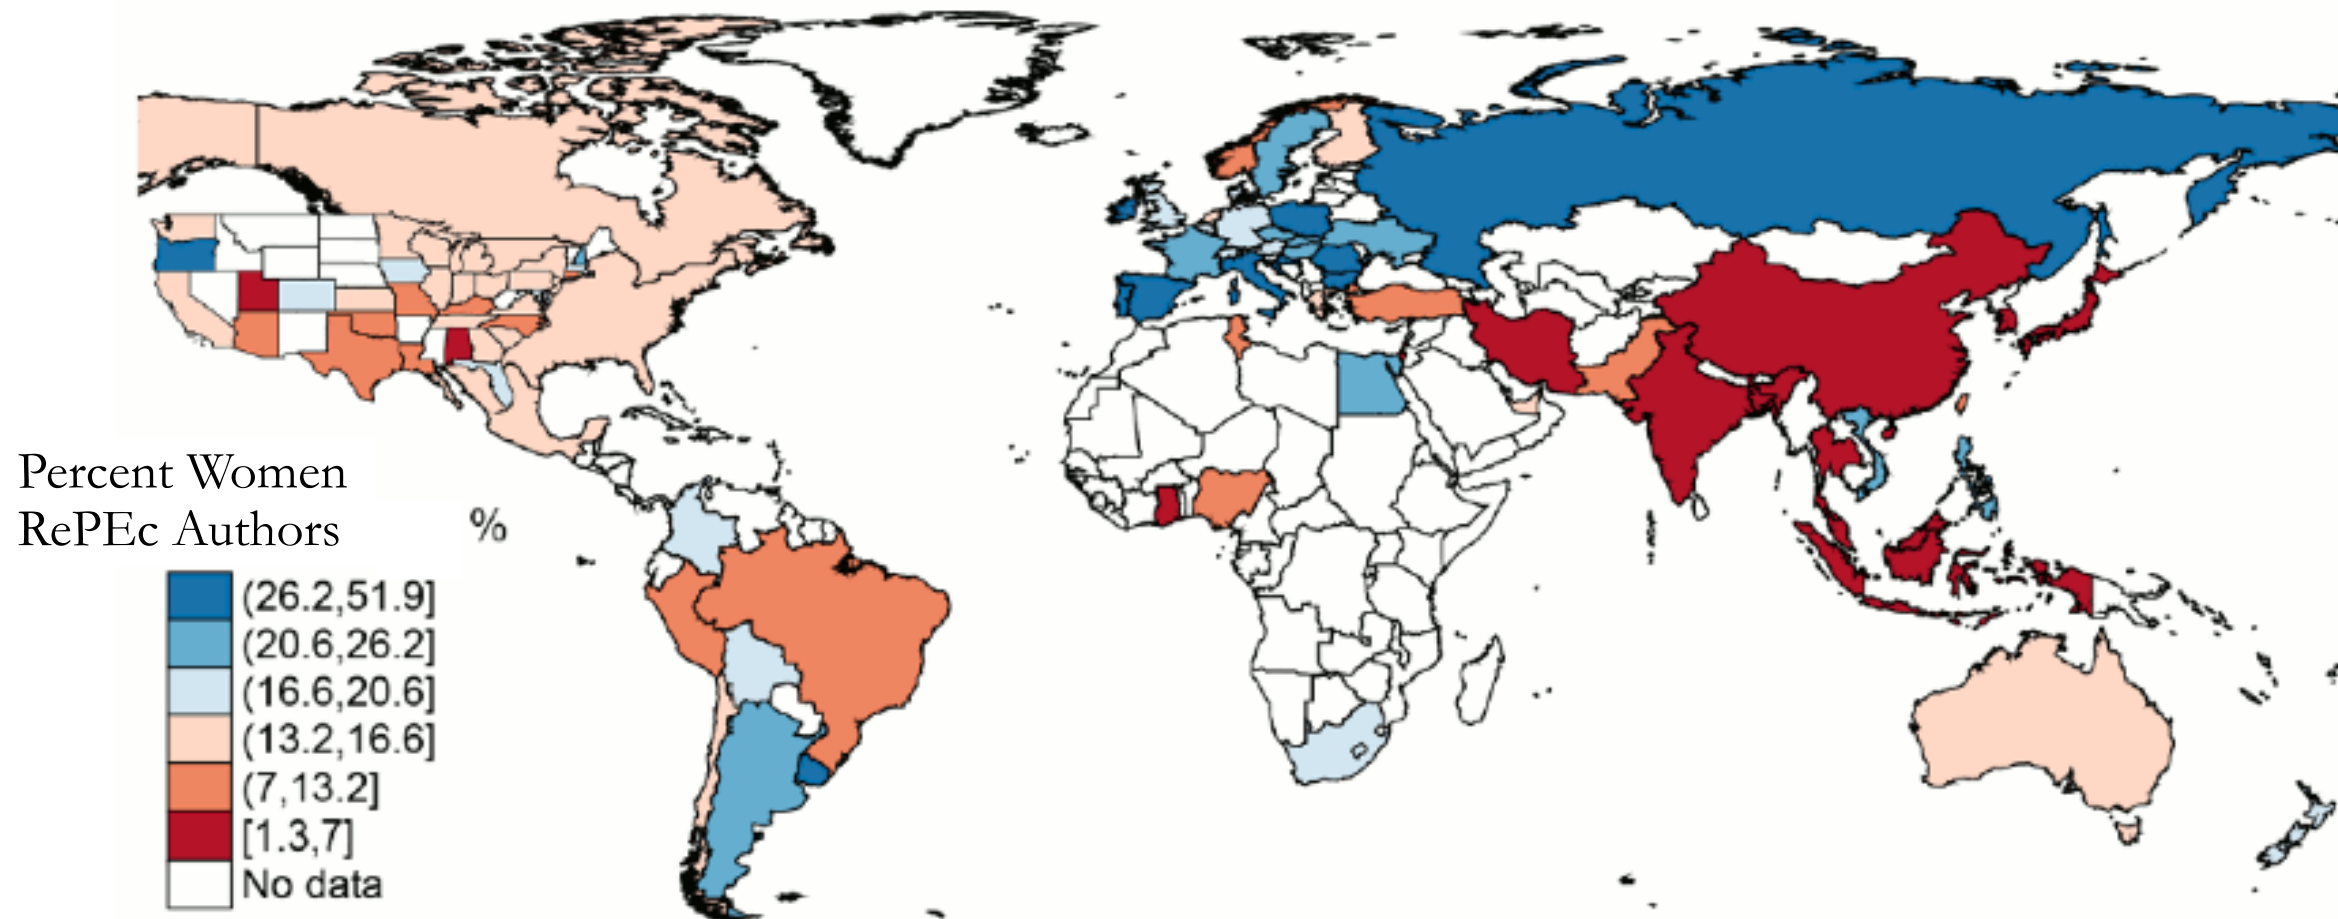 Percent Women
RePEc Authors
%
(26.2,51.9]
(20.6,26.2]
(16.6,20.6]
(13.2,16.6]
(7,13.2]
[1.3,7]
No data